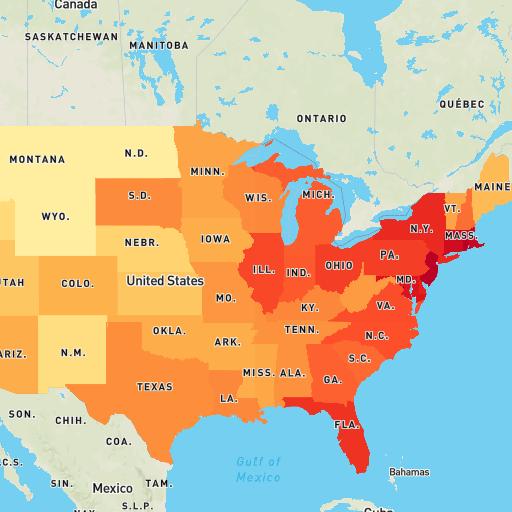 Canada
SASKATCHEWAN
MANITOBA
QUÉBEC
ONTARIO
MONTANA
N.D.
MINN.
MAINE
S.D.
WIS.
MICH.
VT.
WYO.
N.Y.
MASS.
NEBR.
IOWA
PA.
UTAH
COLO.
United States
ILL.
IND.
OHIO
MD.
MO.
KY.
VA.
OKLA.
TENN.
N.C.
ARIZ.
N.M.
ARK.
S.C.
TEXAS
MISS.
ALA.
GA.
LA.
SON.
CHIH.
FLA.
COA.
Gulf of
Mexico
C.S.
SIN.
Mexico
TAM.
Bahamas
S.L.P.
NAY.
Cuba